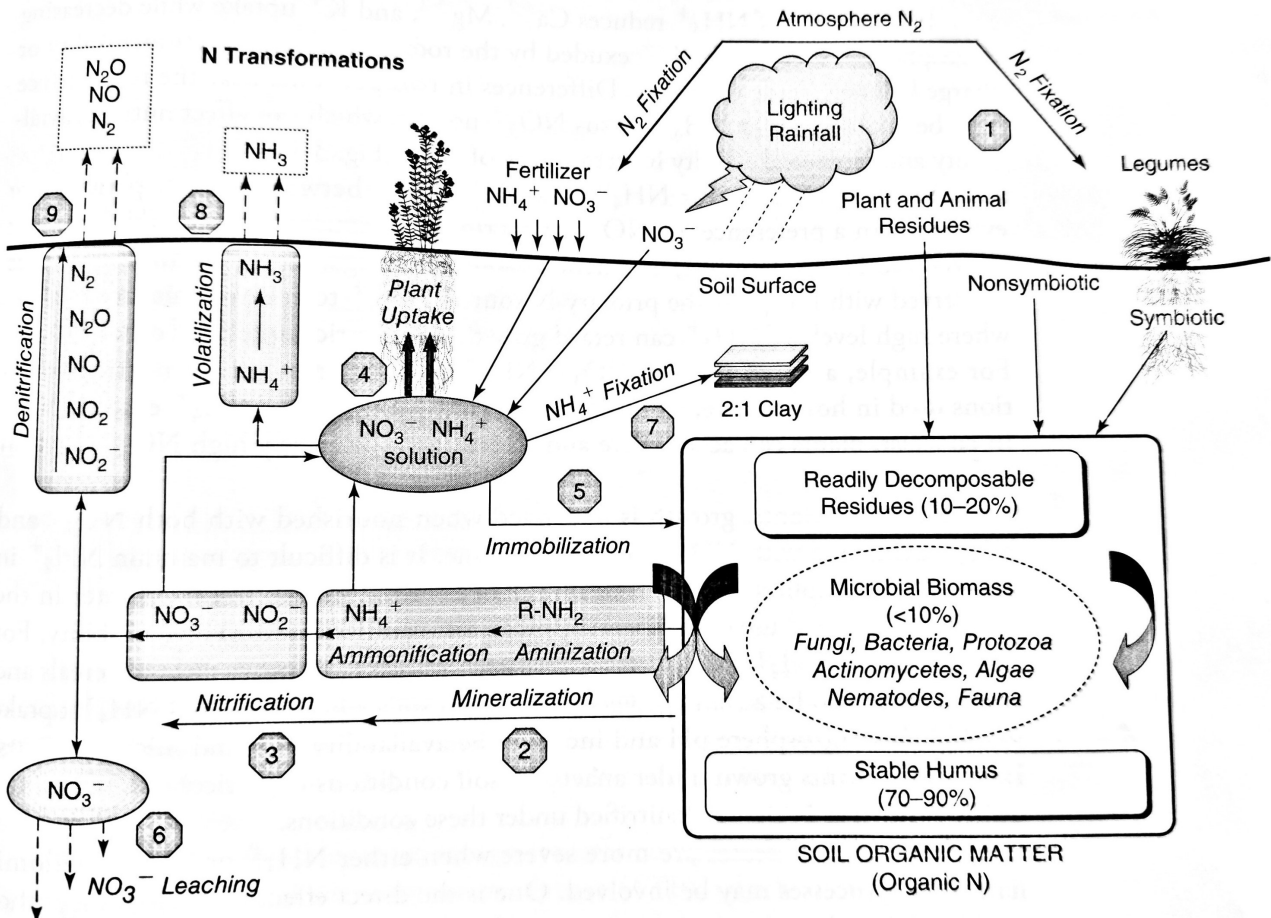 Atmosphere N₂
N Transformations
N₂O
NO
N₂
NH₃
N₂ Fixation
Lighting
Rainfall
N₂ Fixation
1
Legumes
Fertilizer
NH₄⁺ NO₃⁻
NO₃⁻
Plant and Animal
Residues
9
8
Soil Surface
Nonsymbiotic
Symbiotic
Denitrification
N₂
N₂O
NO
NO₂
NO₂⁻
Volatilization
NH₃
NH₄⁺
Plant
Uptake
4
NO₃⁻ NH₄⁺
solution
NH₄⁺ Fixation
2:1 Clay
7
5
Immobilization
Readily Decomposable
Residues (10–20%)
Microbial Biomass
(<10%)
Fungi, Bacteria, Protozoa
Actinomycetes, Algae
Nematodes, Fauna
Stable Humus
(70–90%)
SOIL ORGANIC MATTER
(Organic N)
NO₃⁻ NO₂⁻
NH₄⁺ R-NH₂
Ammonification Aminization
Nitrification Mineralization
3
2
NO₃⁻
6
NO₃⁻ Leaching